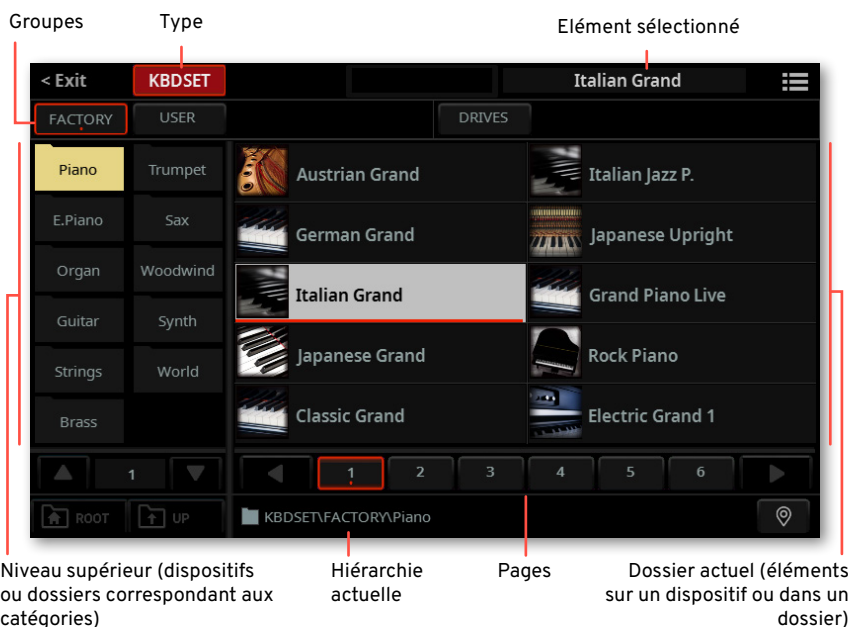 Groupes
Type
Elément sélectionné
< Exit
KBDSET
Italian Grand
FACTORY
USER
DRIVES
Piano
Trumpet
E.Piano
Sax
Organ
Woodwind
Guitar
Synth
Strings
World
Brass
Austrian Grand
Italian Jazz P.
German Grand
Japanese Upright
Italian Grand
Grand Piano Live
Japanese Grand
Rock Piano
Classic Grand
Electric Grand 1
1
1
2
3
4
5
6
ROOT
UP
KBDSET\FACTORY\Piano
Niveau supérieur (dispositifs
ou dossiers correspondant aux
catégories)
Hiérarchie
actuelle
Pages
Dossier actuel (éléments
sur un dispositif ou dans un
dossier)